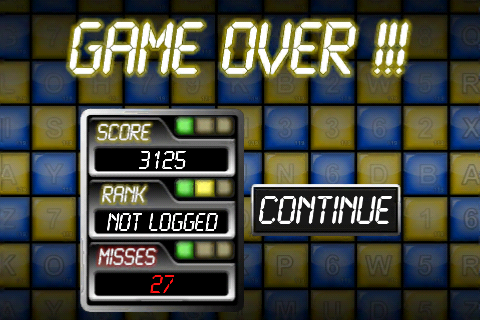 GAME OVER !!!
SCORE
3125
RANK
NOT LOGGED
CONTINUE
MISSES
27